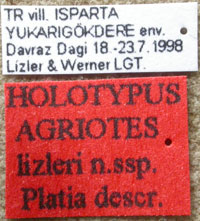 TR vill. ISPARTA
YUKARIGÖKDERE env.
Davraz Dagi 18.-23.7.1998
Lizler & Werner LGT.
HOLOTYPUS
AGRIOTES
lizleri n.ssp.
Platia descr.